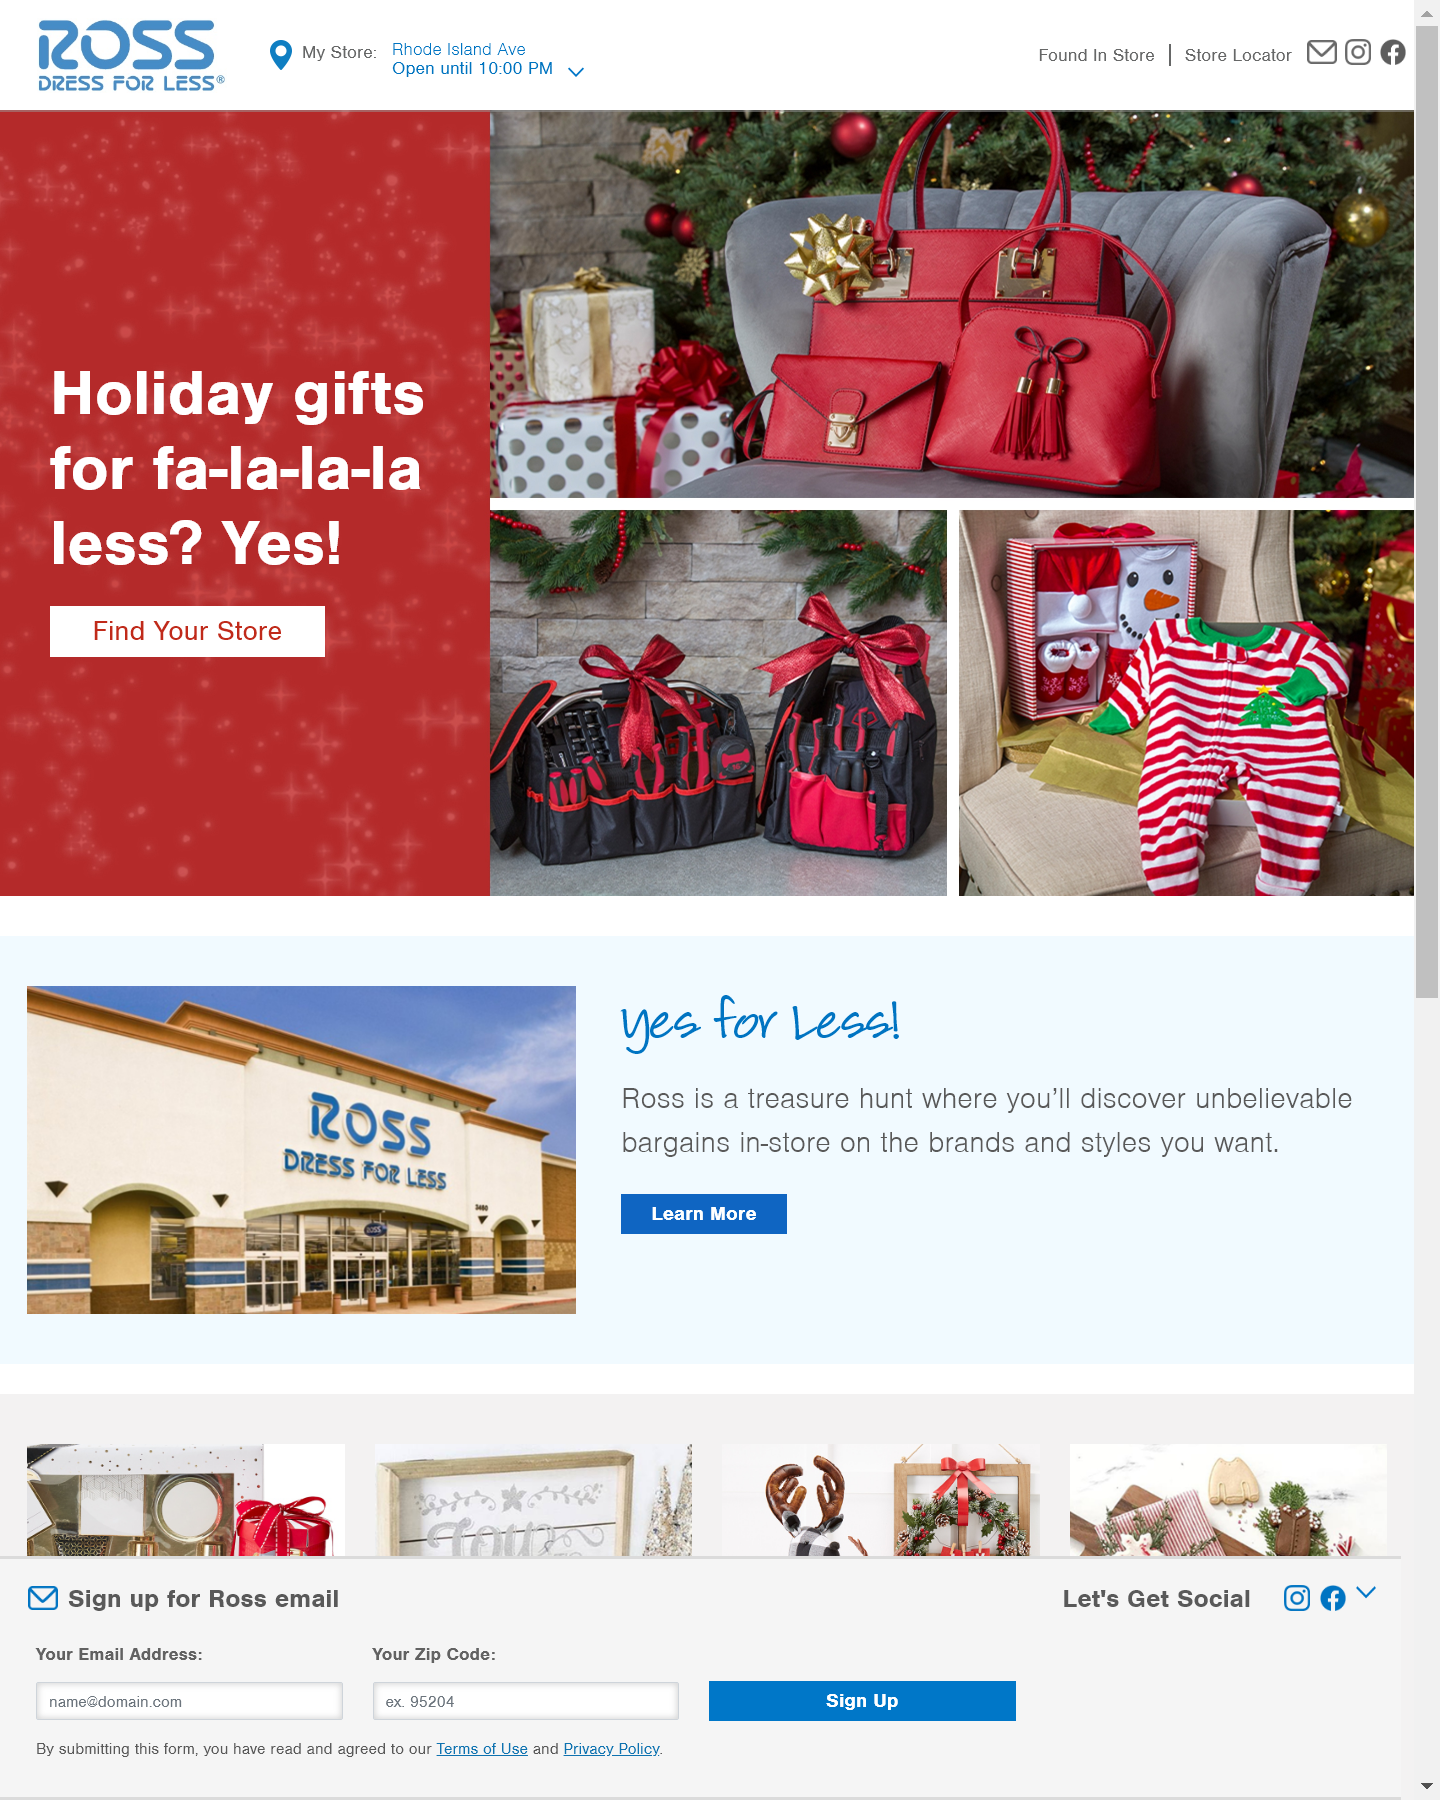 ROSS
DRESS FOR LESS®
My Store:
Rhode Island Ave
Open until 10:00 PM
Found In Store
Store Locator
Holiday gifts
for fa-la-la-la
less? Yes!
Find Your Store
ROSS
DRESS FOR LESS
ROSS
yes for Less!
Ross is a treasure hunt where you’ll discover unbelievable
bargains in-store on the brands and styles you want.
Learn More
Joy
Sign up for Ross email
Let's Get Social
Your Email Address:
Your Zip Code:
name@domain.com
ex. 95204
Sign Up
By submitting this form, you have read and agreed to our Terms of Use and Privacy Policy.